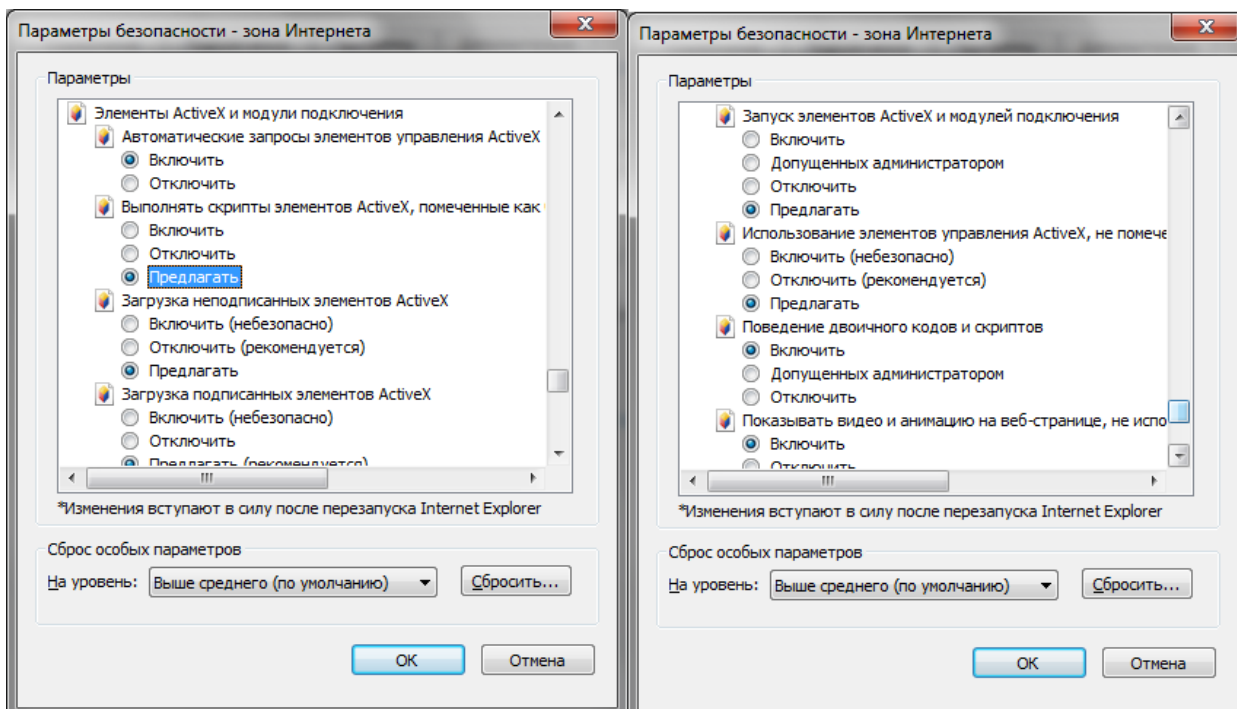 Параметры безопасности - зона Интернета
Параметры
Элементы ActiveX и модули подключения
Автоматические запросы элементов управления ActiveX
Включить
Отключить
Выполнять скрипты элементов ActiveX, помеченные как
Включить
Отключить
Предлагать
Загрузка неподписанных элементов ActiveX
Включить (небезопасно)
Отключить (рекомендуется)
Предлагать
Загрузка подписанных элементов ActiveX
Включить (небезопасно)
Отключить
Предлагать (рекомендуется)
*Изменения вступают в силу после перезапуска Internet Explorer
Сброс особых параметров
На уровень: Выше среднего (по умолчанию) Сбросить...
ОК Отмена
Параметры безопасности - зона Интернета
Параметры
Запуск элементов ActiveX и модулей подключения
Включить
Допущенных администратором
Отключить
Предлагать
Использование элементов управления ActiveX, не помече
Включить (небезопасно)
Отключить (рекомендуется)
Предлагать
Поведение двоичного кодов и скриптов
Включить
Допущенных администратором
Отключить
Показывать видео и анимацию на веб-странице, не испо
Включить
Отключить
*Изменения вступают в силу после перезапуска Internet Explorer
Сброс особых параметров
На уровень: Выше среднего (по умолчанию) Сбросить...
ОК Отмена